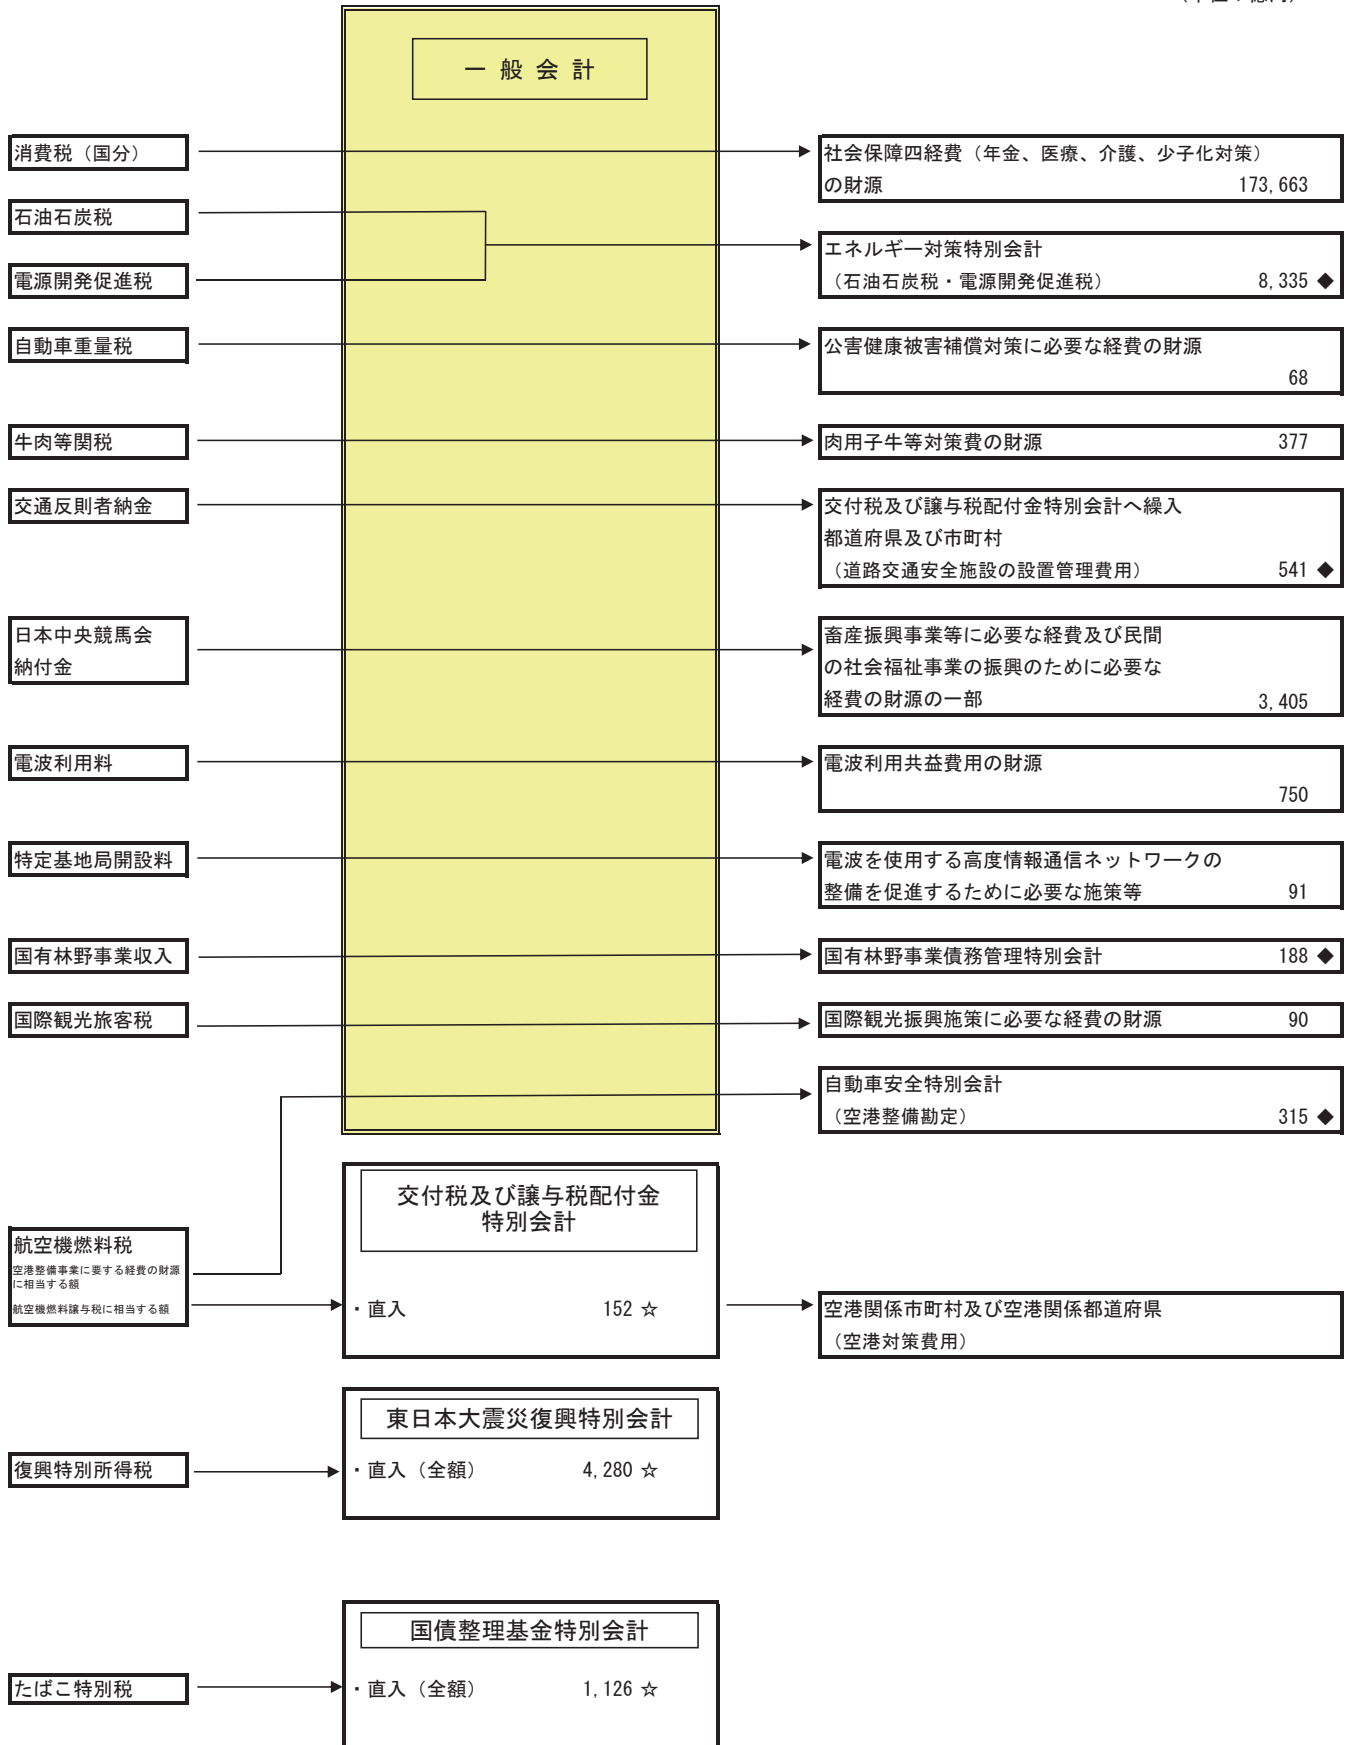 一般会計
消費税（国分）
社会保障四経費（年金、医療、介護、少子化対策）
の財源 173,663
石油石炭税
電源開発促進税
エネルギー対策特別会計
（石油石炭税・電源開発促進税） 8,335 ◆
自動車重量税
公害健康被害補償対策に必要な経費の財源
68
牛肉等関税
肉用子牛等対策費の財源 377
交通反則者納金
交付税及び譲与税配付金特別会計へ繰入
都道府県及び市町村
（道路交通安全施設の設置管理費用） 541 ◆
日本中央競馬会
納付金
畜産振興事業等に必要な経費及び民間
の社会福祉事業の振興のために必要な
経費の財源の一部 3,405
電波利用料
電波利用共益費用の財源
750
特定基地局開設料
電波を使用する高度情報通信ネットワークの
整備を促進するために必要な施策等 91
国有林野事業収入
国有林野事業債務管理特別会計 188 ◆
国際観光旅客税
国際観光振興施策に必要な経費の財源 90
自動車安全特別会計
（空港整備勘定） 315 ◆
航空機燃料税
空港整備事業に要する経費の財源
に相当する額
航空機燃料譲与税に相当する額
交付税及び譲与税配付金
特別会計
・直入 152 ☆
空港関係市町村及び空港関係都道府県
（空港対策費用）
復興特別所得税
東日本大震災復興特別会計
・直入（全額） 4,280 ☆
たばこ特別税
国債整理基金特別会計
・直入（全額） 1,126 ☆